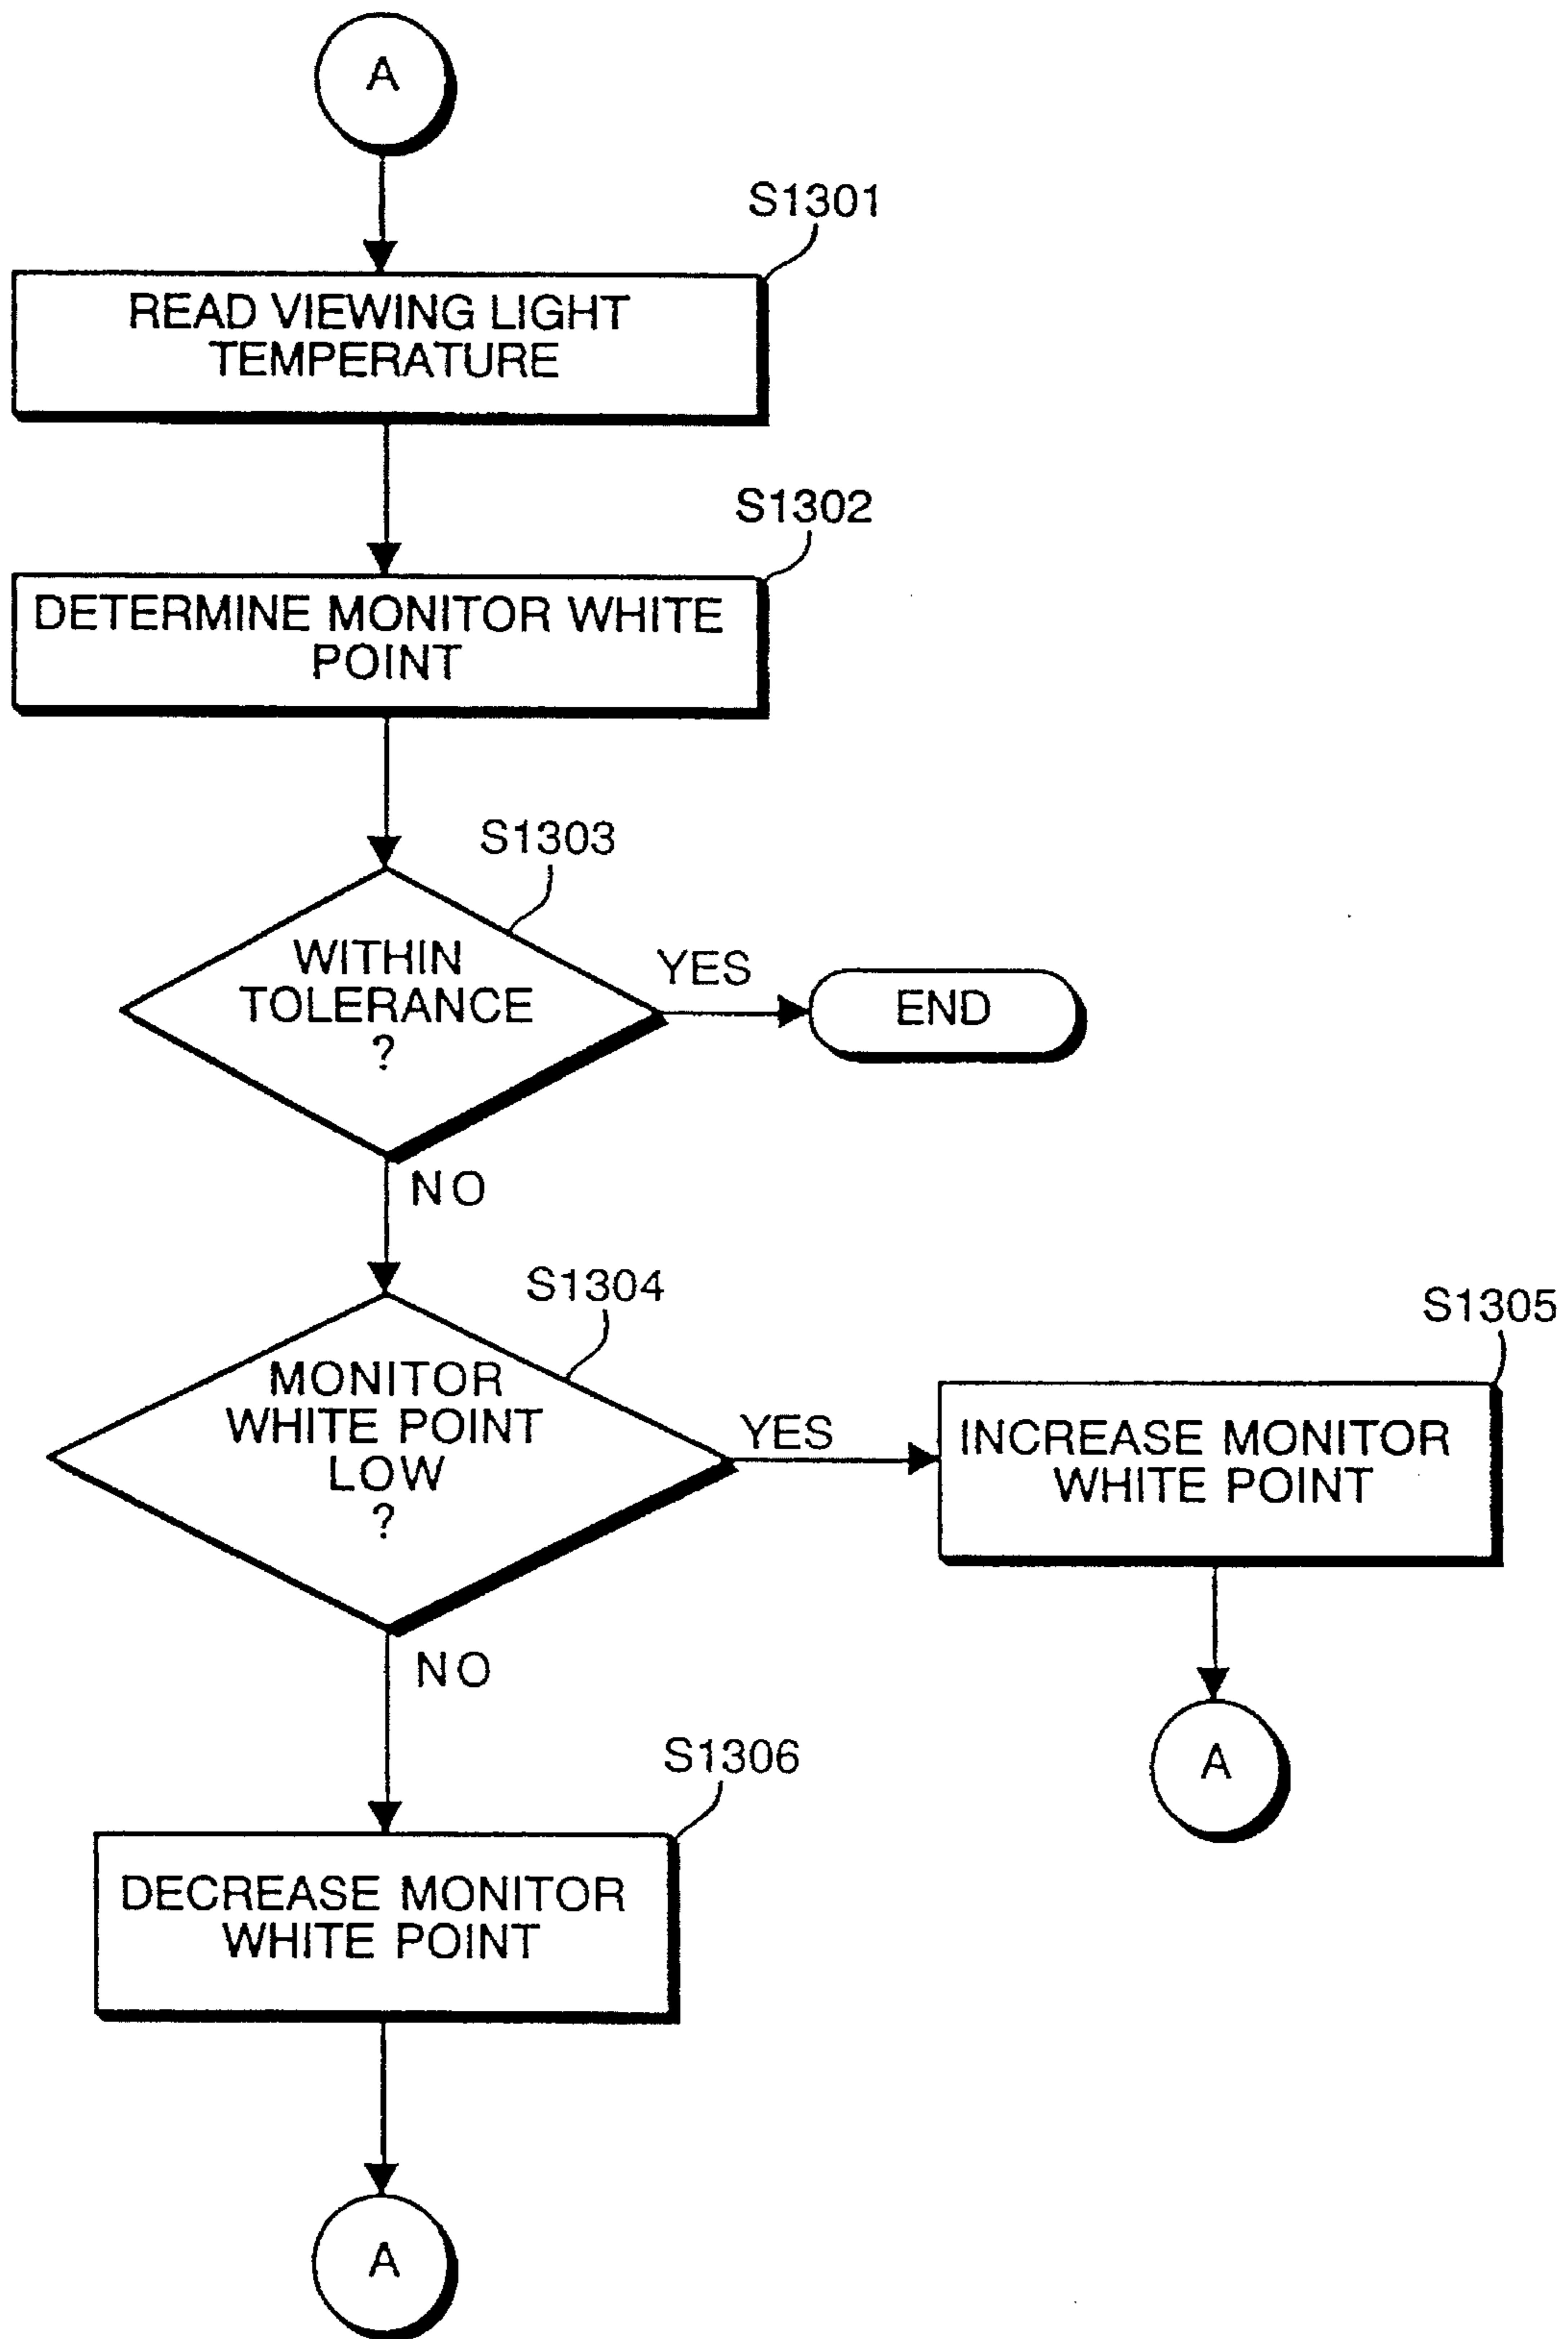 A
S1301
READ VIEWING LIGHT
TEMPERATURE
S1302
DETERMINE MONITOR WHITE
POINT
S1303
WITHIN
TOLERANCE
?
YES
END
NO
S1304
MONITOR
WHITE POINT
LOW
?
YES
S1305
INCREASE MONITOR
WHITE POINT
A
NO
S1306
DECREASE MONITOR
WHITE POINT
A